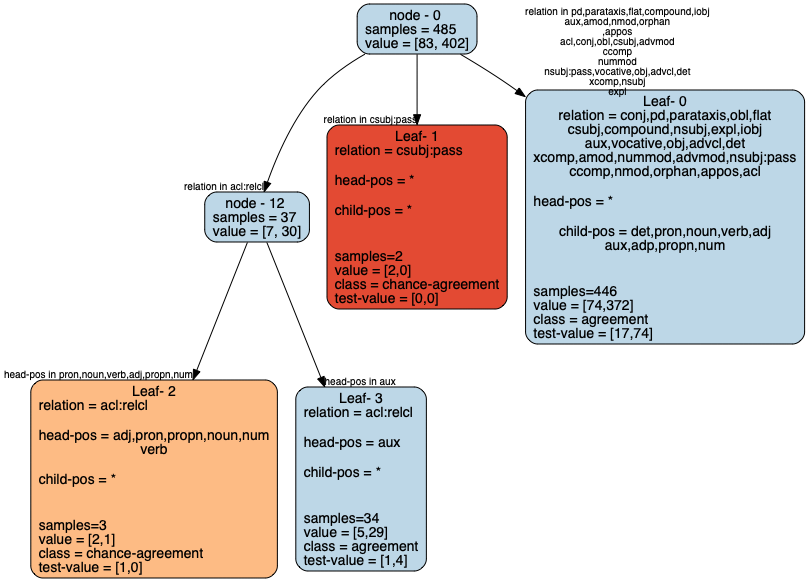 node - 0
samples = 485
value = [83, 402]
relation in pd,parataxis,flat,compound,iobj
aux,amod,nmod,orphan
,appos
acl,conj,obl,csubj,advmod
ccomp
nummod
nsubj:pass,vocative,obj,advcl,det
xcomp,nsubj
expl
Leaf- 0
relation = conj,pd,parataxis,obl,flat
csubj,compound,nsubj,expl,iobj
aux,vocative,obj,advcl,det
xcomp,amod,nummod,advmod,nsubj:pass
ccomp,nmod,orphan,appos,acl
head-pos = *
child-pos = det,pron,noun,verb,adj
aux,adp,propn,num
samples=446
value = [74,372]
class = agreement
test-value = [17,74]
relation in csubj:pass
Leaf- 1
relation = csubj:pass
head-pos = *
child-pos = *
samples=2
value = [2,0]
class = chance-agreement
test-value = [0,0]
relation in acl:relcl
node - 12
samples = 37
value = [7, 30]
head-pos in pron,noun,verb,adj,propn,num
Leaf- 2
relation = acl:relcl
head-pos = adj,pron,propn,noun,num
verb
child-pos = *
samples=3
value = [2,1]
class = chance-agreement
test-value = [1,0]
head-pos in aux
Leaf- 3
relation = acl:relcl
head-pos = aux
child-pos = *
samples=34
value = [5,29]
class = agreement
test-value = [1,4]